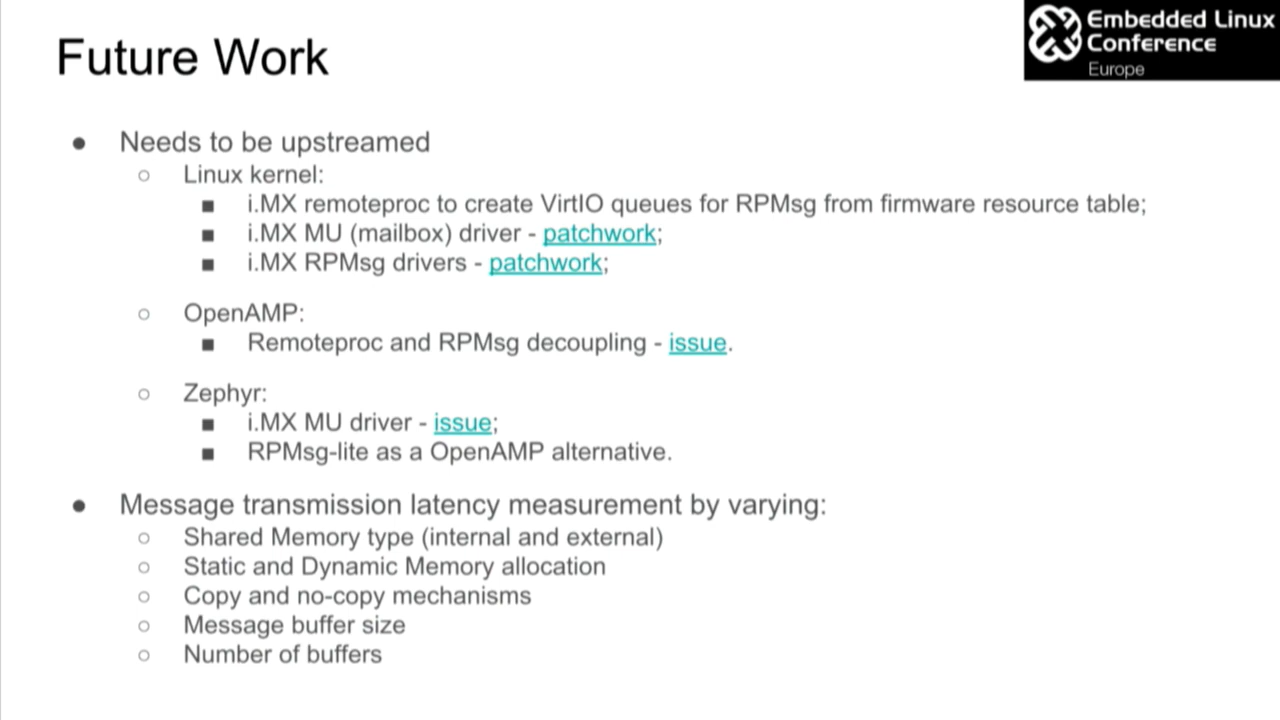 Future Work
Embedded Linux
Conference
Europe
● Needs to be upstreamed
○ Linux kernel:
■ i.MX remoteproc to create VirtIO queues for RPMsg from firmware resource table;
■ i.MX MU (mailbox) driver - patchwork;
■ i.MX RPMsg drivers - patchwork;
○ OpenAMP:
■ Remoteproc and RPMsg decoupling - issue.
○ Zephyr:
■ i.MX MU driver - issue;
■ RPMsg-lite as a OpenAMP alternative.
● Message transmission latency measurement by varying:
○ Shared Memory type (internal and external)
○ Static and Dynamic Memory allocation
○ Copy and no-copy mechanisms
○ Message buffer size
○ Number of buffers